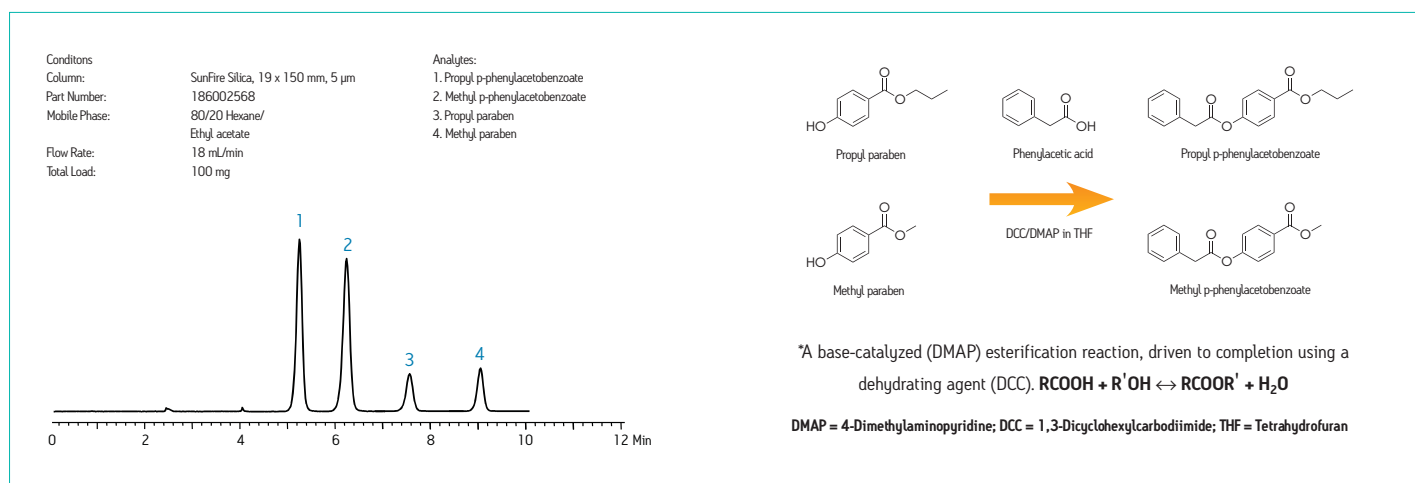 Conditons
Column: SunFire Silica, 19 x 150 mm, 5 µm
Part Number: 186002568
Mobile Phase: 80/20 Hexane/
Ethyl acetate
Flow Rate: 18 mL/min
Total Load: 100 mg
Analytes:
1. Propyl p-phenylacetobenzoate
2. Methyl p-phenylacetobenzoate
3. Propyl paraben
4. Methyl paraben
1
2
3
4
0 2 4 6 8 10 12 Min
O
O
HO
Propyl paraben
O
OH
Phenylacetic acid
O
O
O
O
Propyl p-phenylacetobenzoate
DCC/DMAP in THF
O
O
HO
Methyl paraben
O
O
O
O
Methyl p-phenylacetobenzoate
*A base-catalyzed (DMAP) esterification reaction, driven to completion using a
dehydrating agent (DCC). RCOOH + R'OH ↔ RCOOR' + H₂O
DMAP = 4-Dimethylaminopyridine; DCC = 1,3-Dicyclohexylcarbodiimide; THF = Tetrahydrofuran